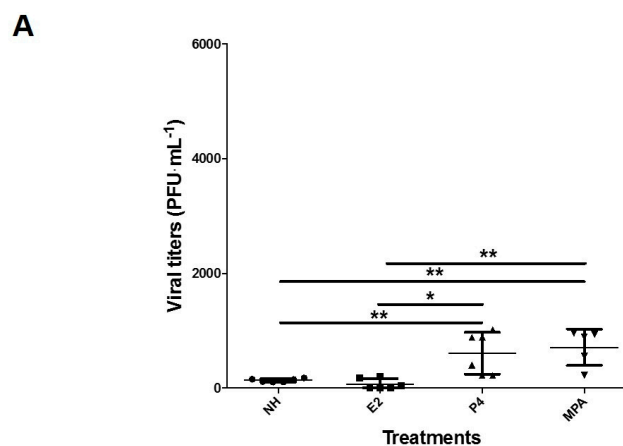 A
Viral titers (PFU·mL⁻¹)
6000
4000
2000
0
**
**
*
**
NH
E2
P4
MPA
Treatments